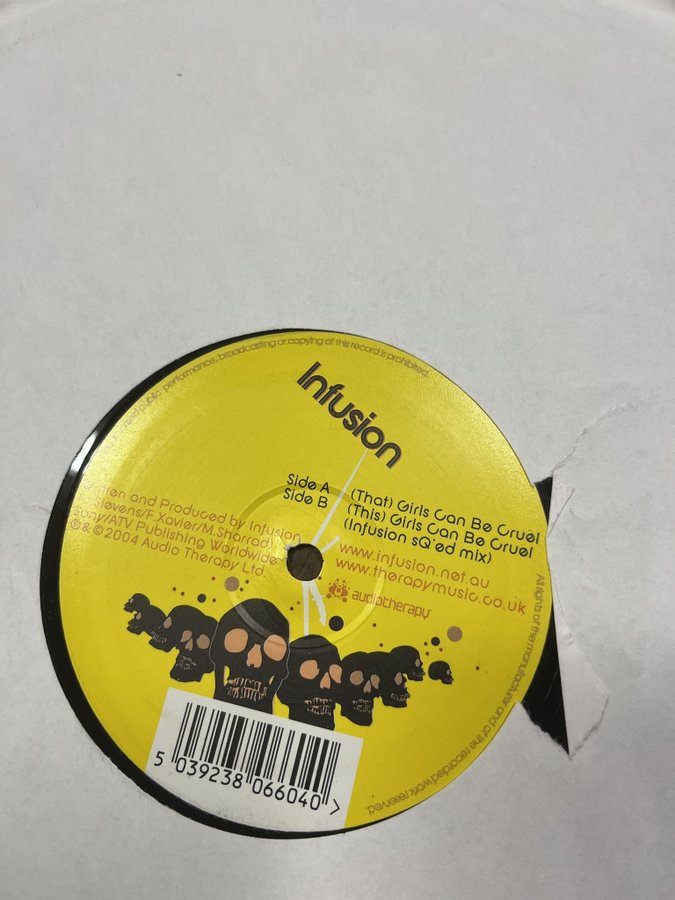 public performance, broadcasting or copying of this record is prohibited.
Infusion
Side A (That) Girls Can Be Cruel
Side B (This) Girls Can Be Cruel
(Infusion sQ'ed mix)
and Produced by Infusion
Stevens/F.Xavier/M.Sharrod
Sony/ATV Publishing Worldwide
℗&©2004 Audio Therapy Ltd.
www.infusion.net.au
www.therapymusic.co.uk
audiotherapy
All rights of the manufacturer and of the recorded work reserved.
5 039238 066040 >